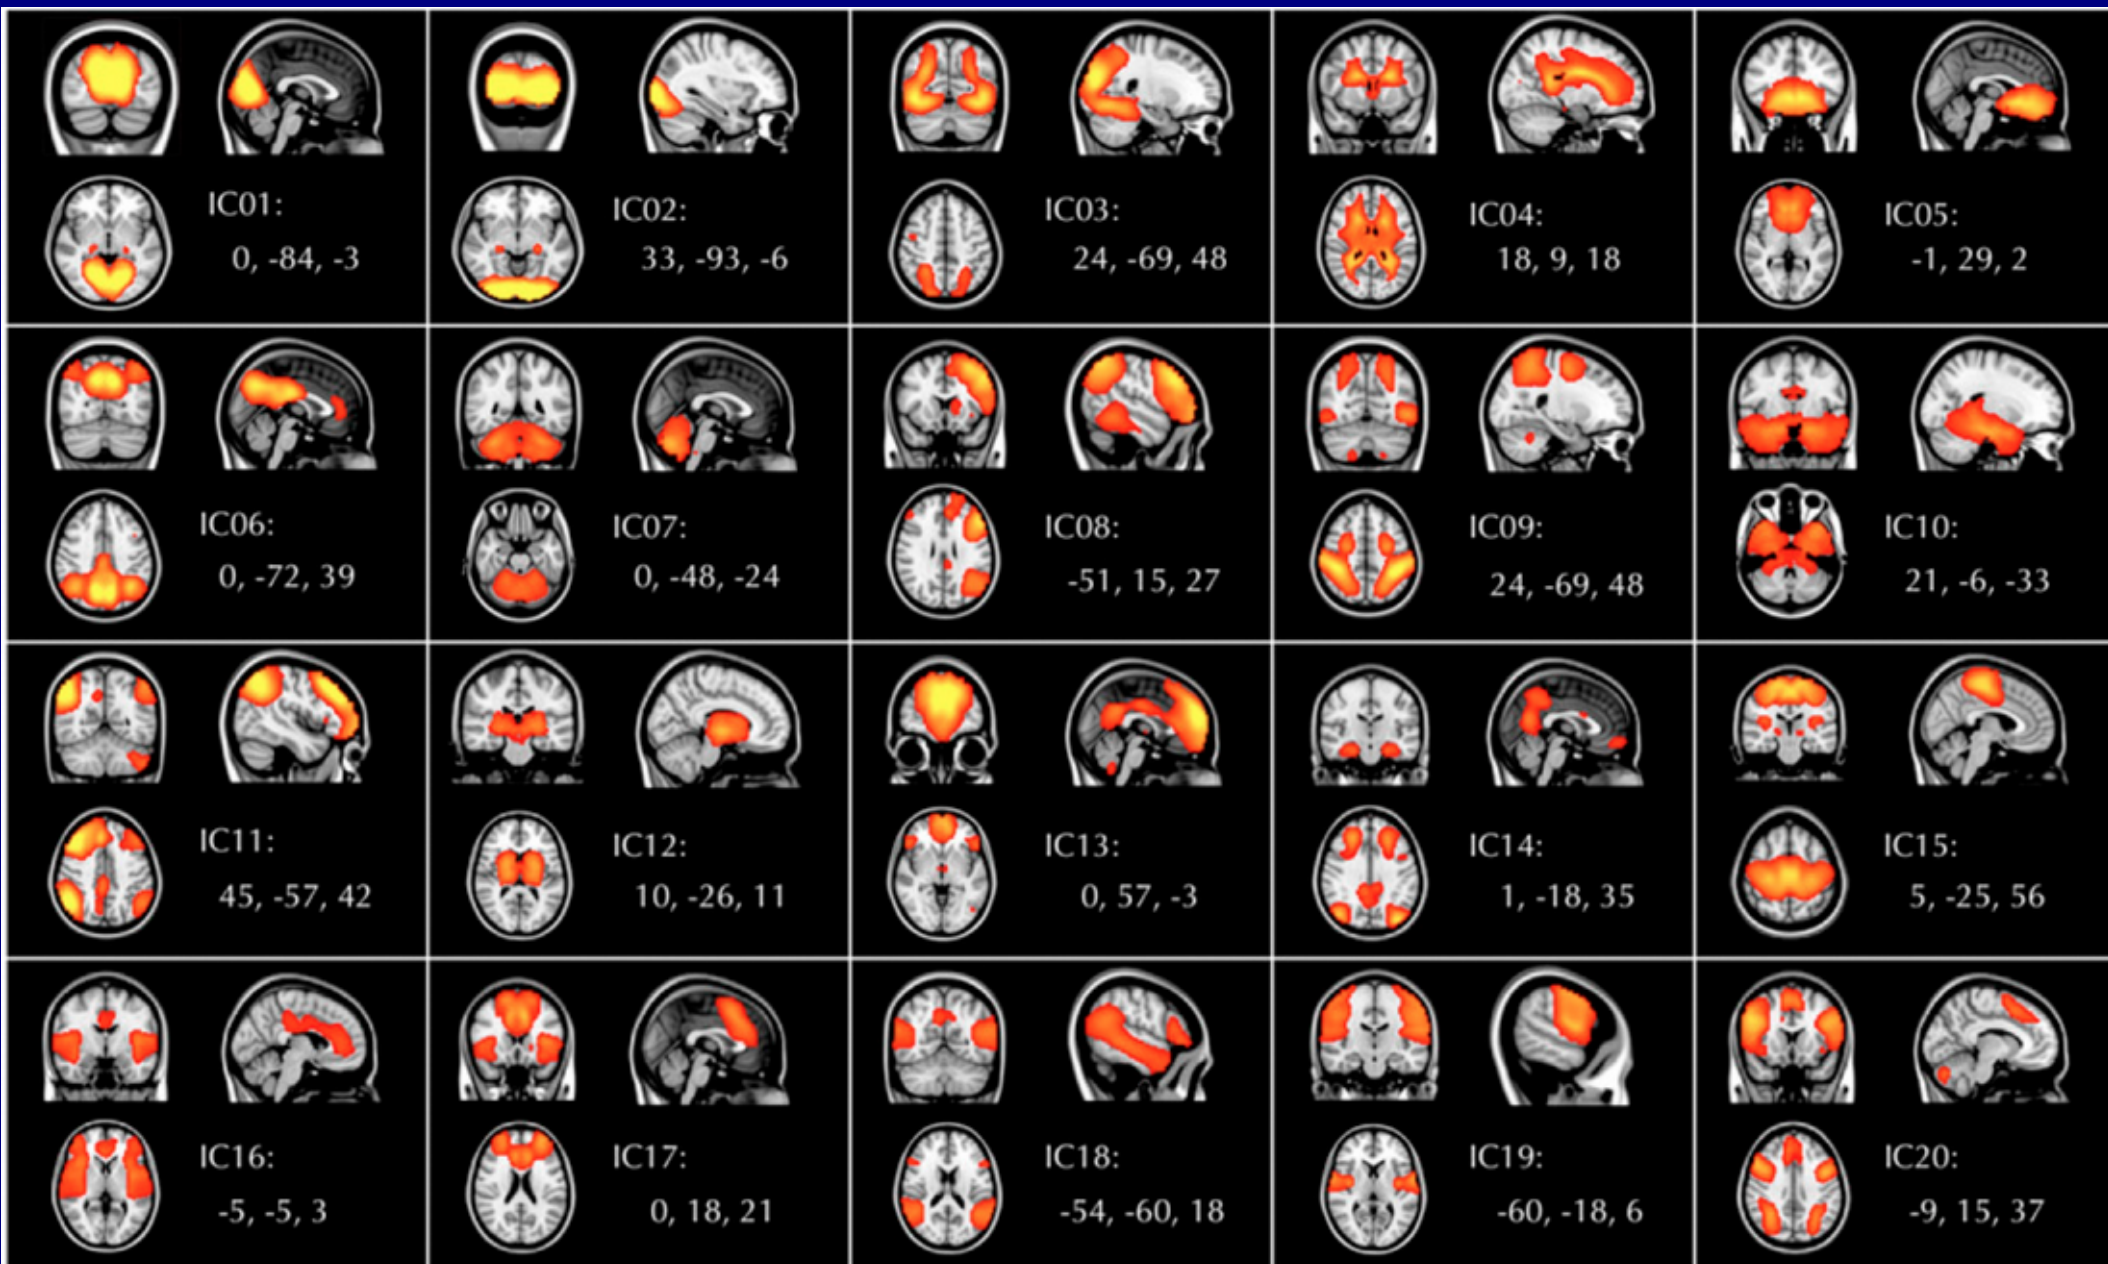 IC01:
0, -84, -3
IC02:
33, -93, -6
IC03:
24, -69, 48
IC04:
18, 9, 18
IC05:
-1, 29, 2
IC06:
0, -72, 39
IC07:
0, -48, -24
IC08:
-51, 15, 27
IC09:
24, -69, 48
IC10:
21, -6, -33
IC11:
45, -57, 42
IC12:
10, -26, 11
IC13:
0, 57, -3
IC14:
1, -18, 35
IC15:
5, -25, 56
IC16:
-5, -5, 3
IC17:
0, 18, 21
IC18:
-54, -60, 18
IC19:
-60, -18, 6
IC20:
-9, 15, 37